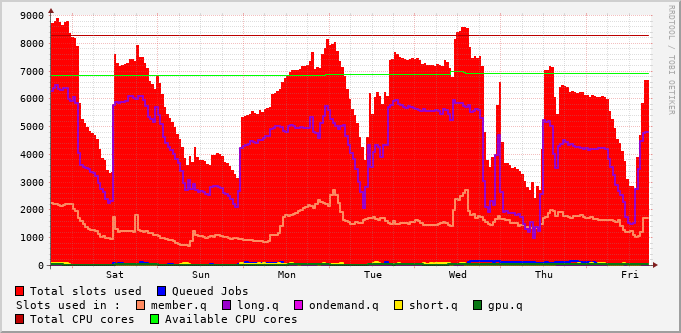 9000
8000
7000
6000
5000
4000
3000
2000
1000
0
Sat Sun Mon Tue Wed Thu Fri
RRDTOOL / TOBI OETIKER
Total slots used Queued Jobs
Slots used in : member.q long.q ondemand.q short.q gpu.q
Total CPU cores Available CPU cores